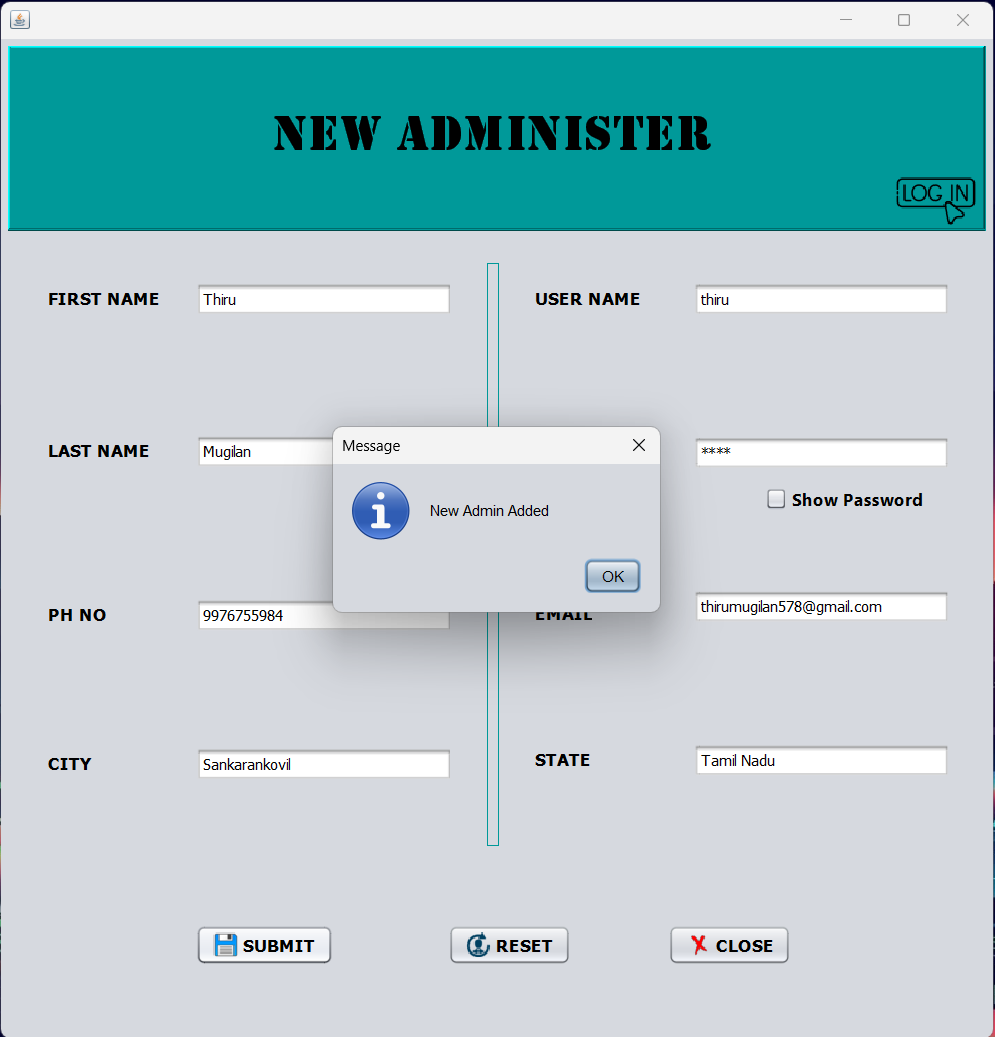 NEW ADMINISTER
LOG IN
FIRST NAME Thiru
USER NAME thiru
LAST NAME Mugilan
****
Show Password
Message
New Admin Added
OK
PH NO 9976755984
EMAIL thirumugilan578@gmail.com
CITY Sankarankovil
STATE Tamil Nadu
SUBMIT
RESET
CLOSE